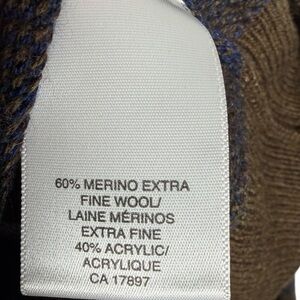 60% MERINO EXTRA
FINE WOOL/
LAINE MÉRINOS
EXTRA FINE
40% ACRYLIC/
ACRYLIQUE
CA 17897